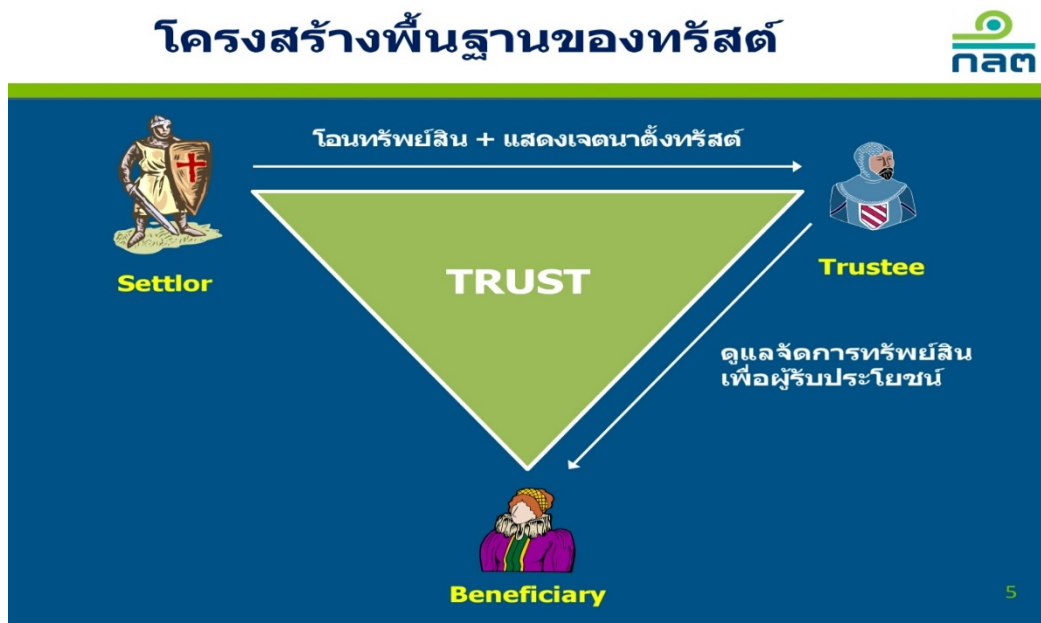 โครงสร้างพื้นฐานของทรัสต์
กลต
โอนทรัพย์สิน + แสดงเจตนาตั้งทรัสต์
Settlor
TRUST
Trustee
ดูแลจัดการทรัพย์สิน
เพื่อผู้รับประโยชน์
Beneficiary
5